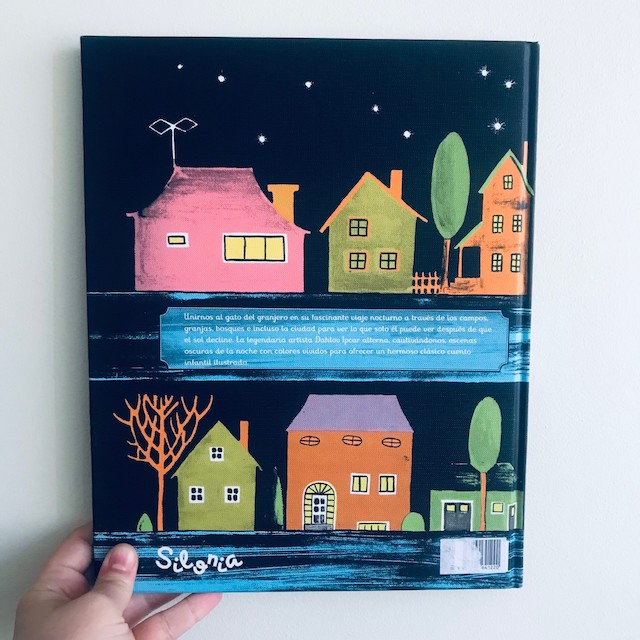 Unirnos al gato del granjero en su fascinante viaje nocturno a través de los campos,
granjas, bosques e incluso la ciudad para ver lo que solo él puede ver después de que
el sol decline. La legendaria artista Dahlov Ipcar alterna, cautivándonos, escenas
oscuras de la noche con colores vívidos para ofrecer un hermoso clásico cuento
infantil ilustrado.
Silonia